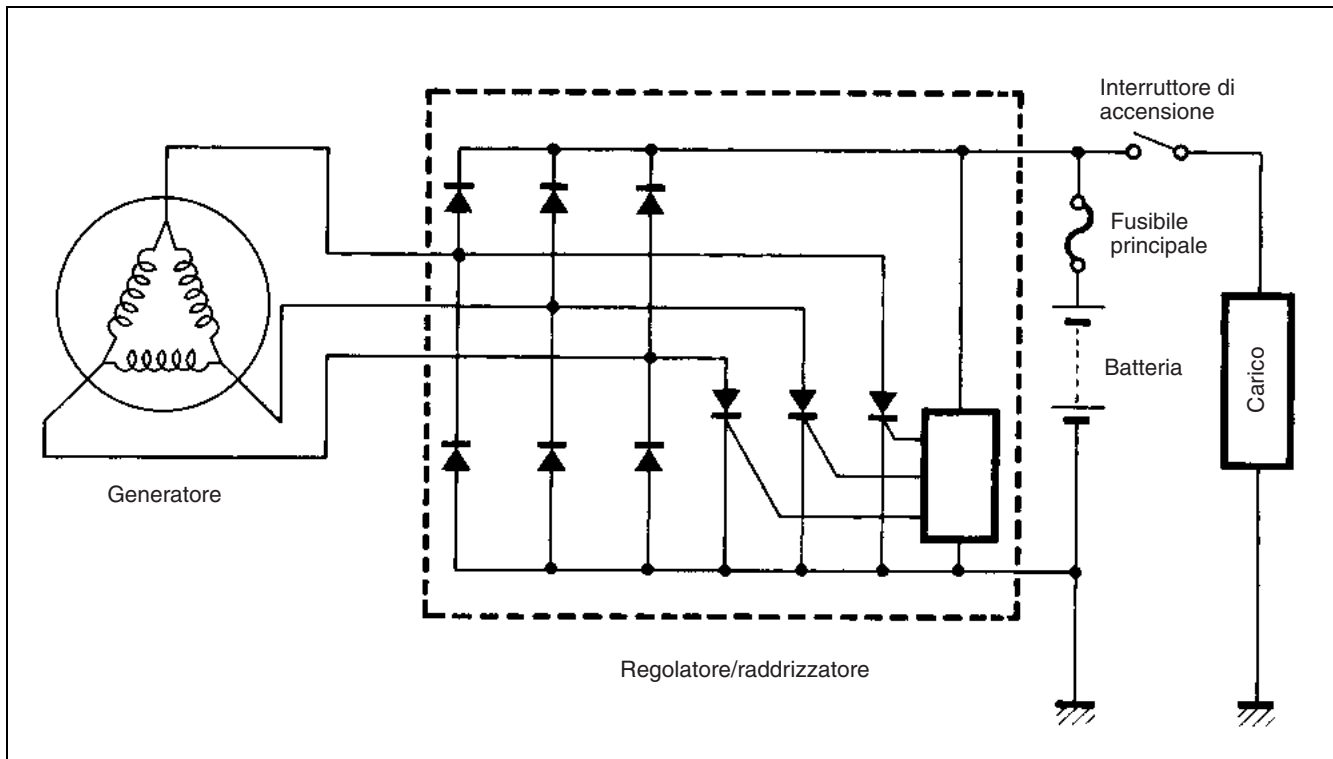 Interruttore di
accensione
Fusibile
principale
Batteria
Carico
Generatore
Regolatore/raddrizzatore